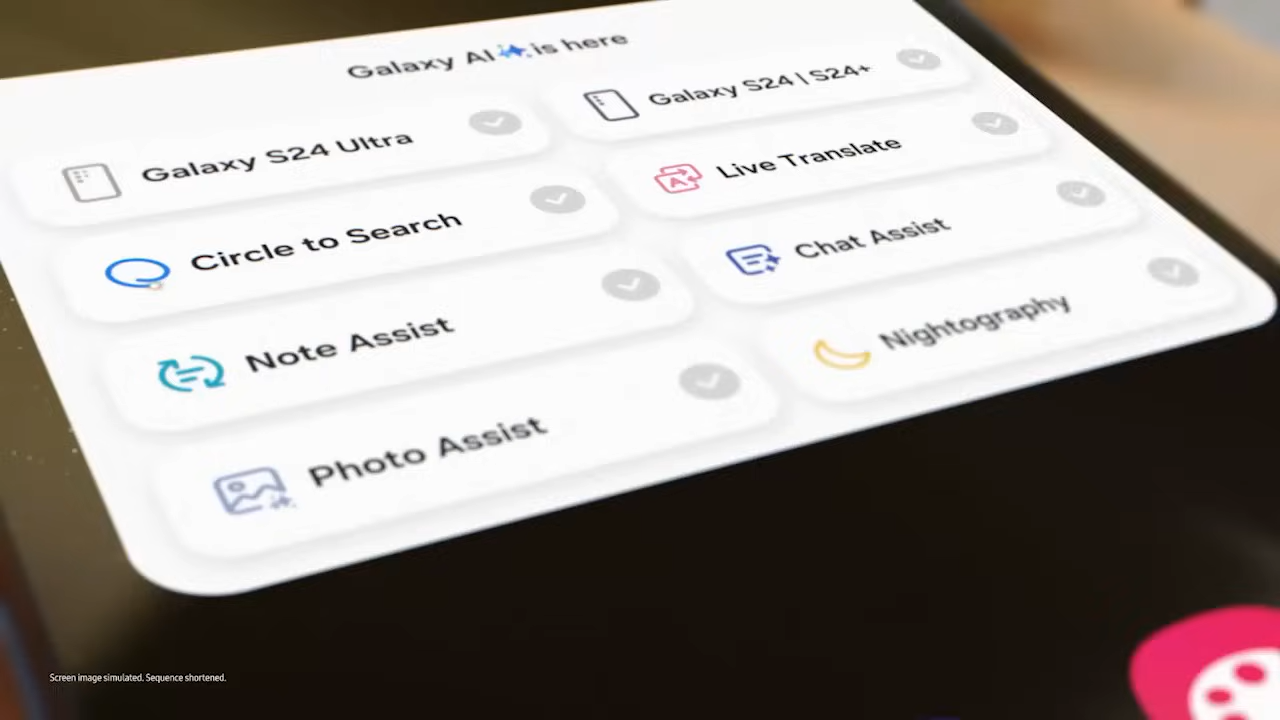 Galaxy AI is here
Galaxy S24 Ultra
Galaxy S24 | S24+
Circle to Search
Live Translate
Note Assist
Chat Assist
Photo Assist
Nightography
Screen image simulated. Sequence shortened.